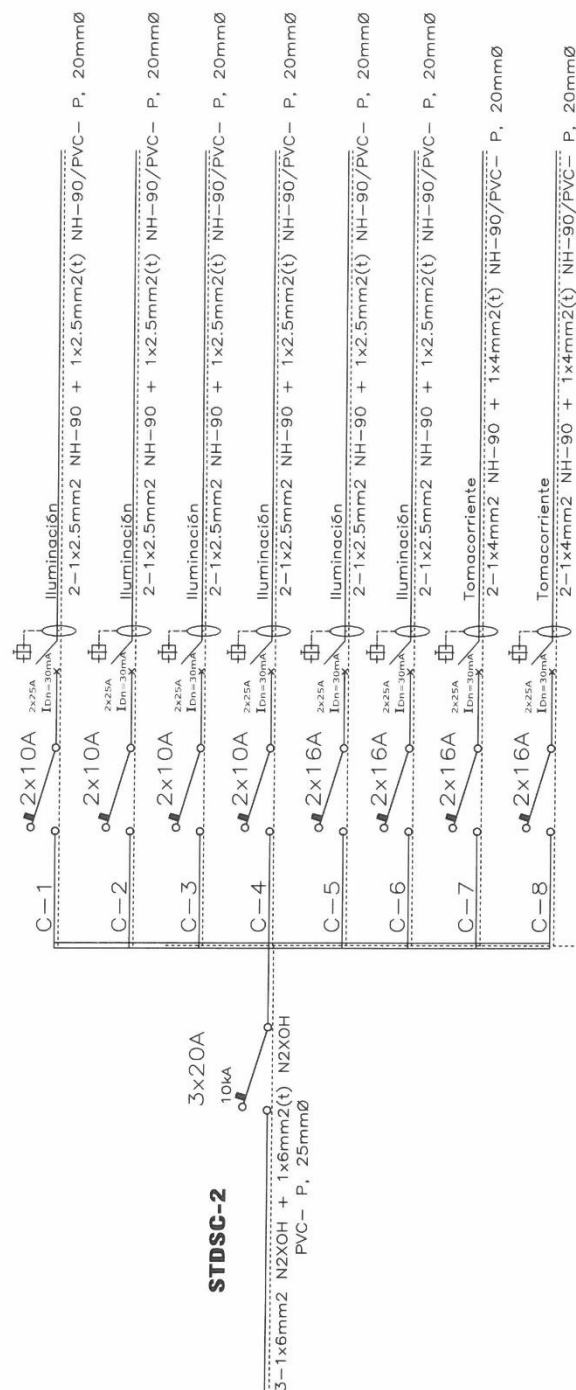 STDSC-2
3x20A
10kA
3-1x6mm2 N2XOH + 1x6mm2(t) N2XOH
PVC- P, 25mmØ
C-1
2x10A
2x25A
IDn=30mA
Iluminación
2-1x2.5mm2 NH-90 + 1x2.5mm2(t) NH-90/PVC- P, 20mmØ
C-2
2x10A
2x25A
IDn=30mA
Iluminación
2-1x2.5mm2 NH-90 + 1x2.5mm2(t) NH-90/PVC- P, 20mmØ
C-3
2x10A
2x25A
IDn=30mA
Iluminación
2-1x2.5mm2 NH-90 + 1x2.5mm2(t) NH-90/PVC- P, 20mmØ
C-4
2x10A
2x25A
IDn=30mA
Iluminación
2-1x2.5mm2 NH-90 + 1x2.5mm2(t) NH-90/PVC- P, 20mmØ
C-5
2x16A
2x25A
IDn=30mA
Iluminación
2-1x2.5mm2 NH-90 + 1x2.5mm2(t) NH-90/PVC- P, 20mmØ
C-6
2x16A
2x25A
IDn=30mA
Iluminación
2-1x2.5mm2 NH-90 + 1x2.5mm2(t) NH-90/PVC- P, 20mmØ
C-7
2x16A
2x25A
IDn=30mA
Tomacorriente
2-1x4mm2 NH-90 + 1x4mm2(t) NH-90/PVC- P, 20mmØ
C-8
2x16A
2x25A
IDn=30mA
Tomacorriente
2-1x4mm2 NH-90 + 1x4mm2(t) NH-90/PVC- P, 20mmØ